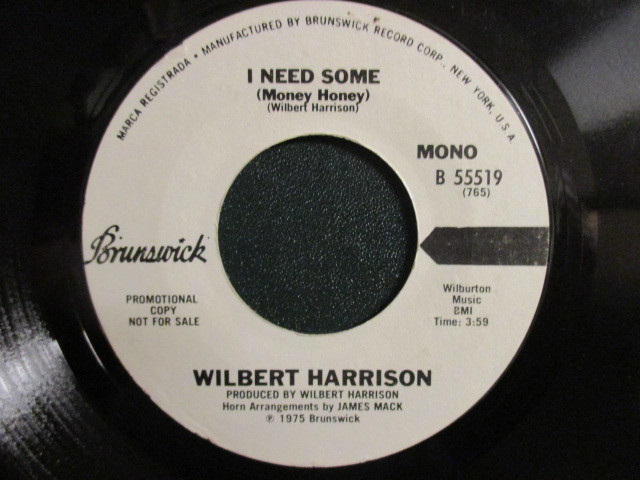 MARCA REGISTRADA • MANUFACTURED BY BRUNSWICK RECORD CORP., NEW YORK, U.S.A
I NEED SOME
(Money Honey)
(Wilbert Harrison)
MONO
B 55519
(765)
Brunswick
PROMOTIONAL
COPY
NOT FOR SALE
Wilburton
Music
BMI
Time: 3:59
WILBERT HARRISON
PRODUCED BY WILBERT HARRISON
Horn Arrangements by JAMES MACK
℗ 1975 Brunswick